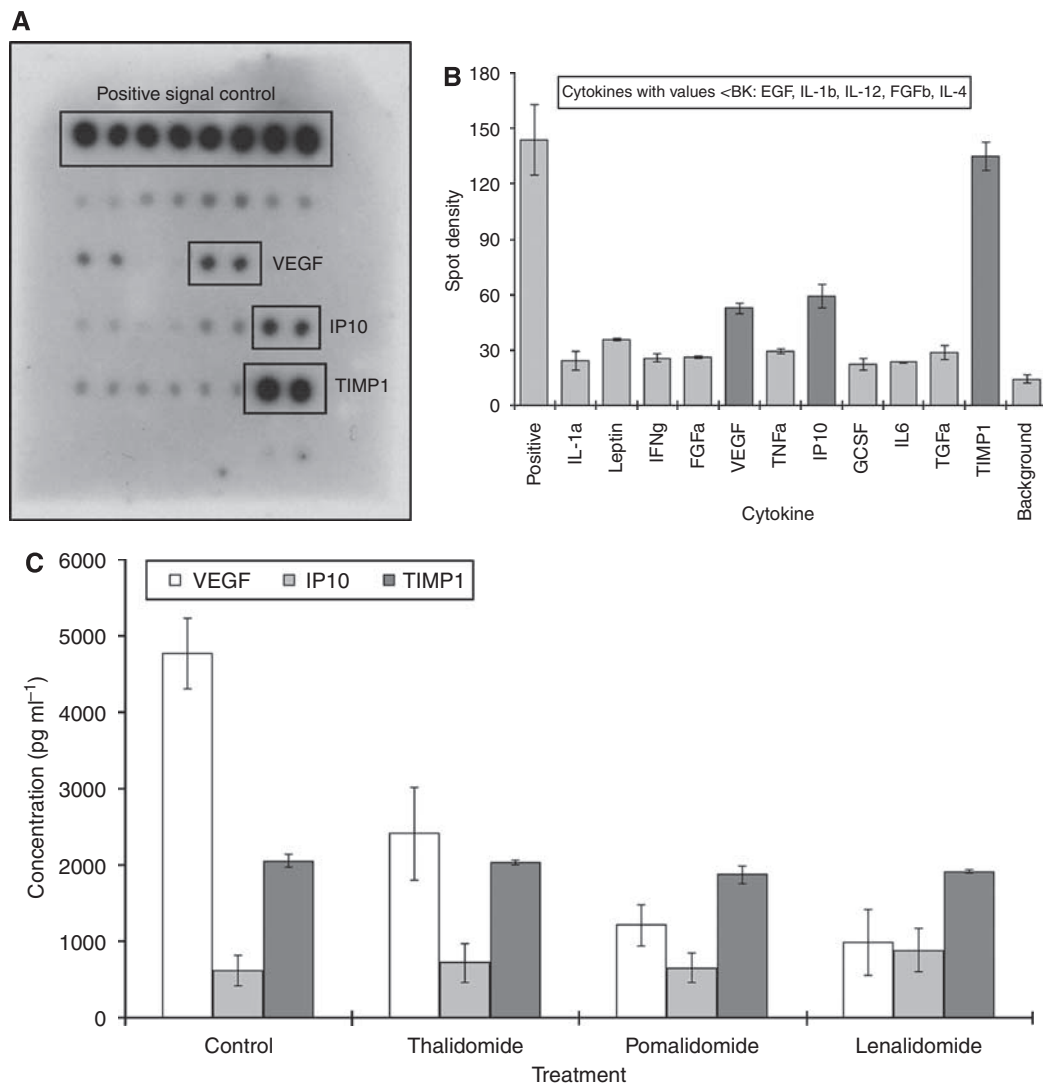 A
Positive signal control
VEGF
IP10
TIMP1
B
Cytokines with values <BK: EGF, IL-1b, IL-12, FGFb, IL-4
180
150
120
90
60
30
0
Spot density
Positive
IL-1a
Leptin
IFNg
FGFa
VEGF
TNFa
IP10
GCSF
IL6
TGFa
TIMP1
Background
Cytokine
C
VEGF IP10 TIMP1
6000
5000
4000
3000
2000
1000
0
Concentration (pg ml⁻¹)
Control Thalidomide Pomalidomide Lenalidomide
Treatment